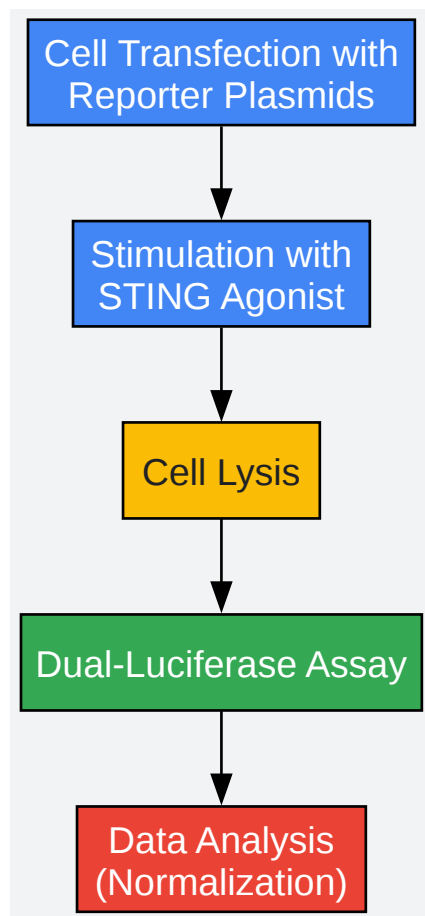 Cell Transfection with
Reporter Plasmids
Stimulation with
STING Agonist
Cell Lysis
Dual-Luciferase Assay
Data Analysis
(Normalization)